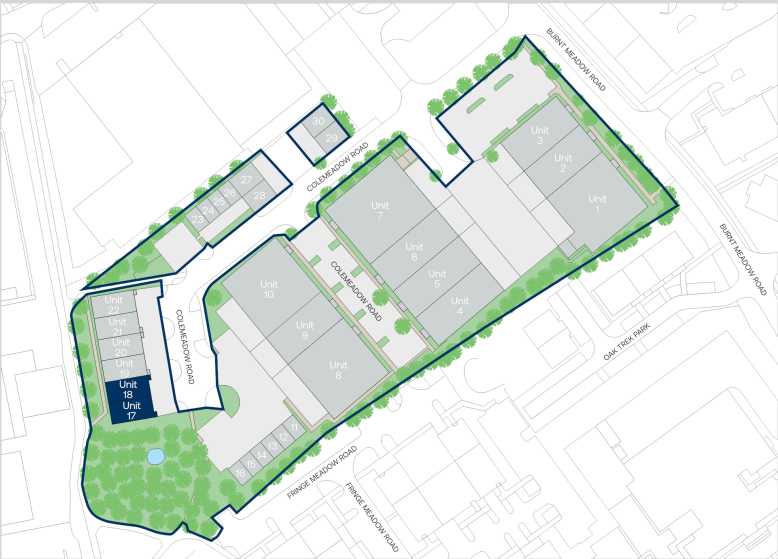 BURNT MEADOW ROAD
30
29
COLEMEADOW ROAD
Unit
3
Unit
2
Unit
1
27
28
26
25
24
23
Unit
7
Unit
6
Unit
5
Unit
4
BURNT MEADOW ROAD
COLEMEADOW ROAD
Unit
10
Unit
9
Unit
8
Unit
22
Unit
21
Unit
20
Unit
19
Unit
18
Unit
17
COLEMEADOW ROAD
OAK TREK PARK
11
12
13
14
15
16
FRINGE MEADOW ROAD
FRINGE MEADOW ROAD